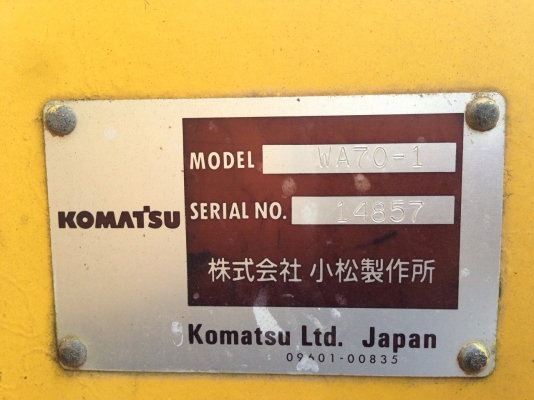 MODEL WA70-1
KOMATSU
SERIAL NO. 14857
株式会社 小松製作所
Komatsu Ltd. Japan
09601-00835